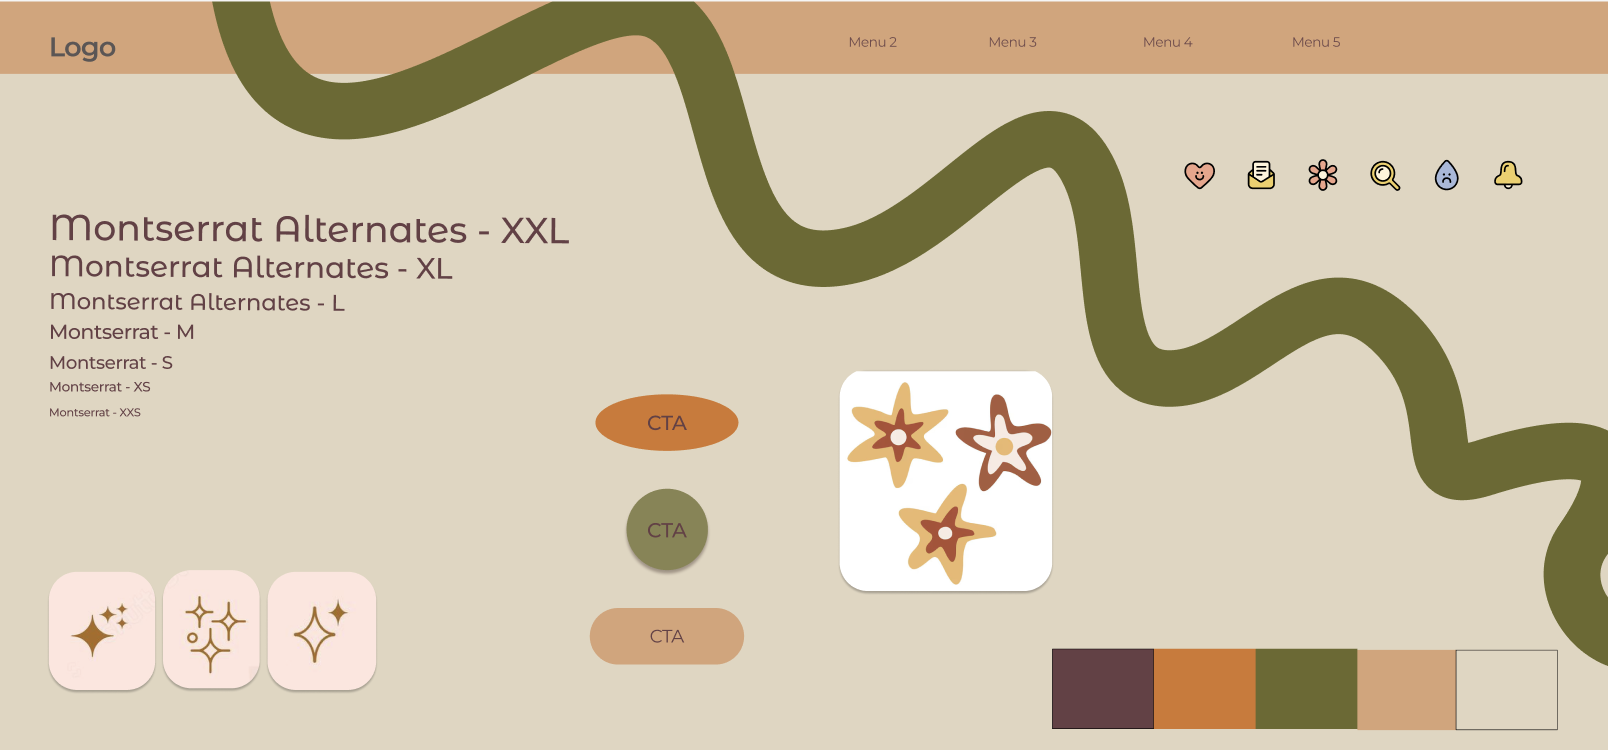 Logo
Menu 2
Menu 3
Menu 4
Menu 5
Montserrat Alternates - XXL
Montserrat Alternates - XL
Montserrat Alternates - L
Montserrat - M
Montserrat - S
Montserrat - XS
Montserrat - XXS
CTA
CTA
CTA